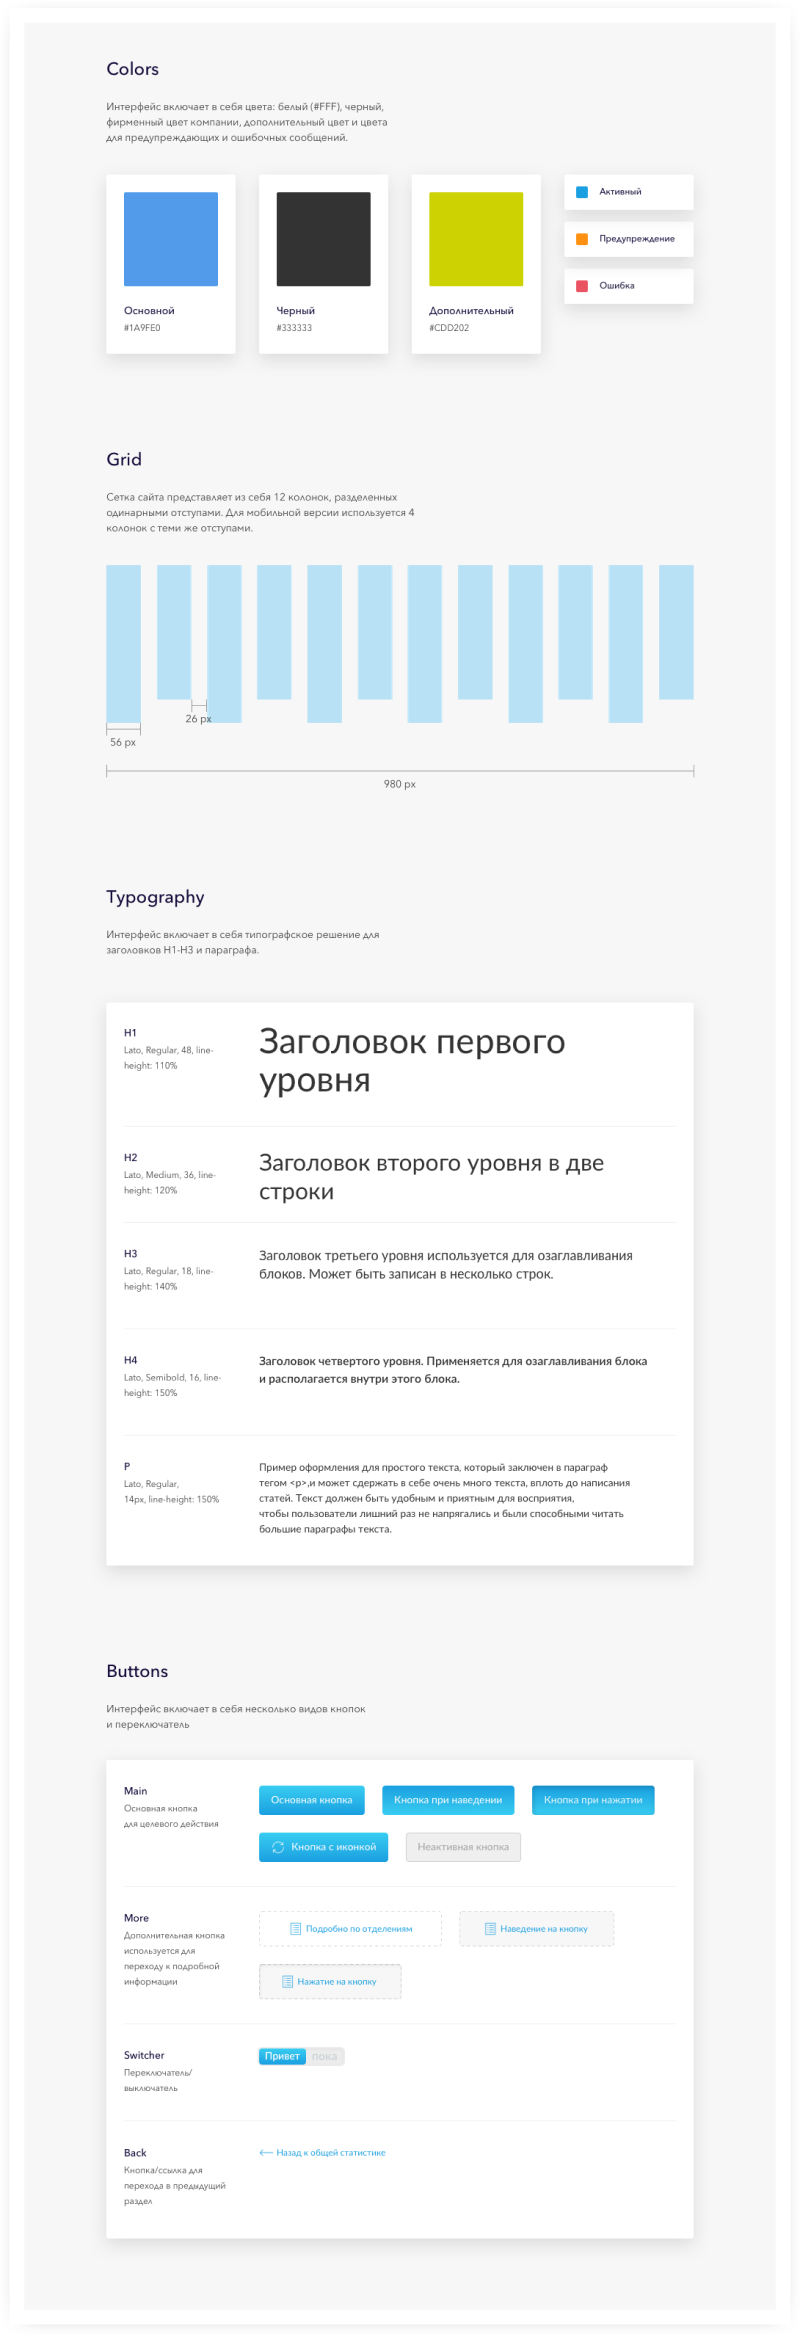 Colors
Интерфейс включает в себя цвета: белый (#FFF), черный,
фирменный цвет компании, дополнительный цвет и цвета
для предупреждающих и ошибочных сообщений.
Основной
#1A9FE0
Черный
#333333
Дополнительный
#CDD202
Активный
Предупреждение
Ошибка
Grid
Сетка сайта представляет из себя 12 колонок, разделенных
одинарными отступами. Для мобильной версии используется 4
колонок с теми же отступами.
26 px
56 px
980 px
Typography
Интерфейс включает в себя типографское решение для
заголовков H1-H3 и параграфа.
H1
Lato, Regular, 48, line-
height: 110%
Заголовок первого
уровня
H2
Lato, Medium, 36, line-
height: 120%
Заголовок второго уровня в две
строки
H3
Lato, Regular, 18, line-
height: 140%
Заголовок третьего уровня используется для озаглавливания
блоков. Может быть записан в несколько строк.
H4
Lato, Semibold, 16, line-
height: 150%
Заголовок четвертого уровня. Применяется для озаглавливания блока
и располагается внутри этого блока.
P
Lato, Regular,
14px, line-height: 150%
Пример оформления для простого текста, который заключен в параграф
тегом <p>,и может сдержать в себе очень много текста, вплоть до написания
статей. Текст должен быть удобным и приятным для восприятия,
чтобы пользователи лишний раз не напрягались и были способными читать
большие параграфы текста.
Buttons
Интерфейс включает в себя несколько видов кнопок
и переключатель
Main
Основная кнопка
для целевого действия
Основная кнопка
Кнопка при наведении
Кнопка при нажатии
Кнопка с иконкой
Неактивная кнопка
More
Дополнительная кнопка
используется для
переходу к подробной
информации
Подробно по отделениям
Наведение на кнопку
Нажатие на кнопку
Switcher
Переключатель/
выключатель
Привет
пока
Back
Кнопка/ссылка для
перехода в предыдущий
раздел
Назад к общей статистике